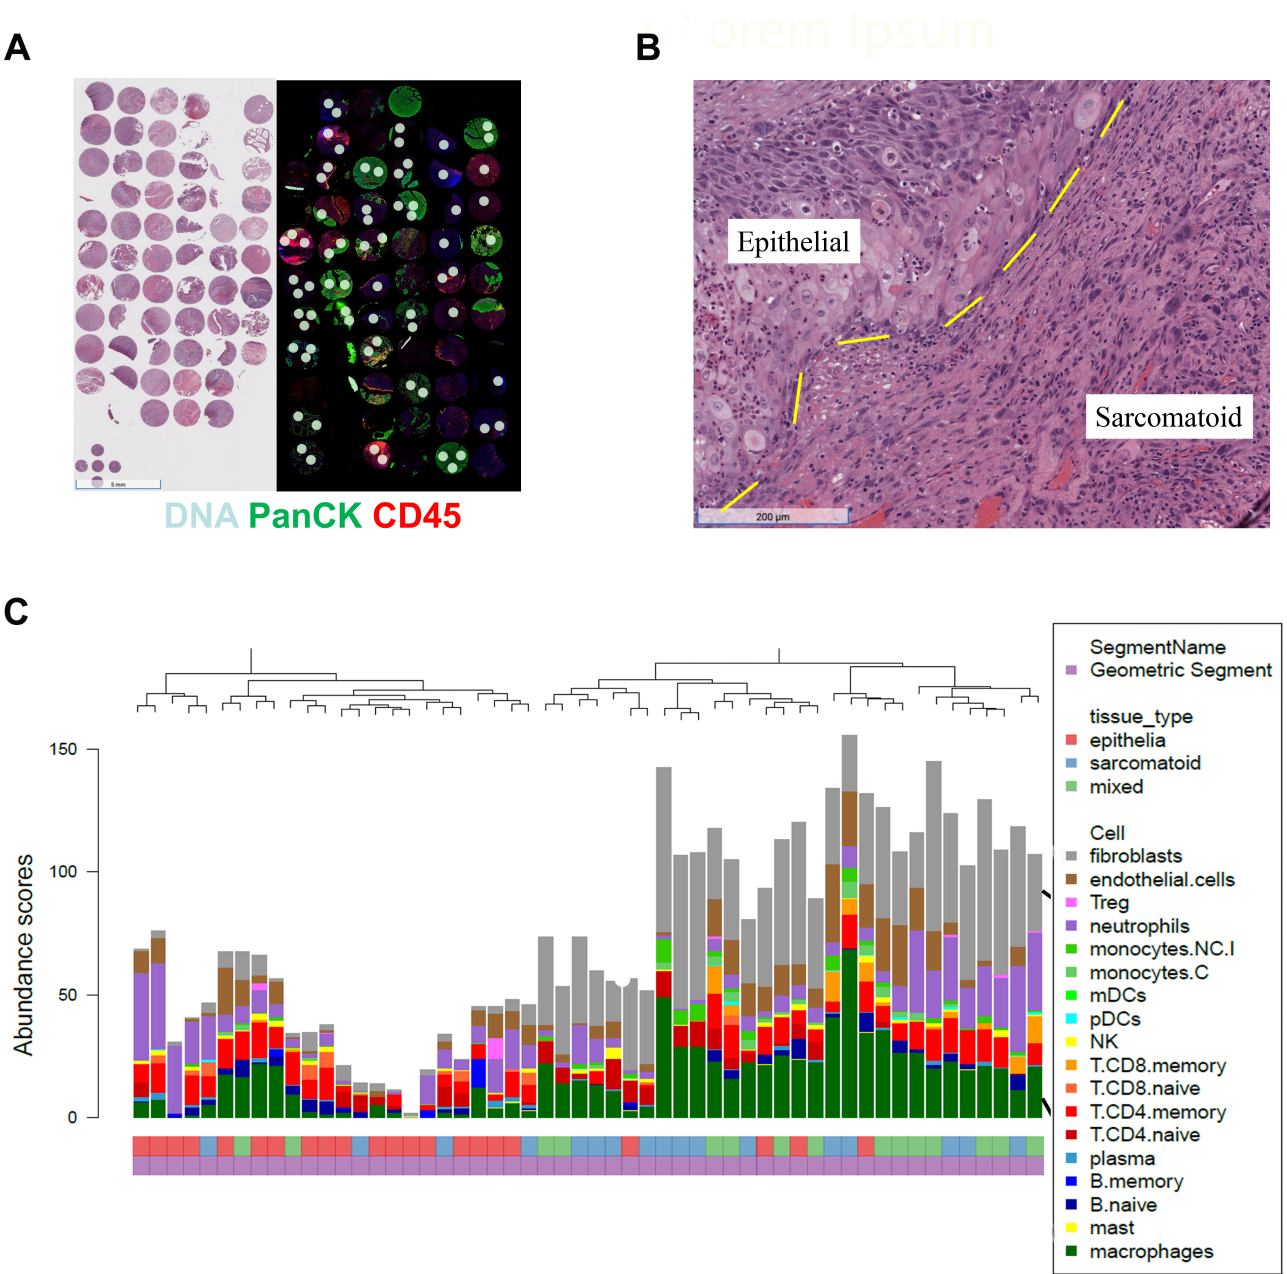 orem Ipsum
A
B
5 mm
DNA PanCK CD45
Epithelial
Sarcomatoid
200 µm
C
Abundance scores
150
100
50
0
SegmentName
Geometric Segment
tissue_type
epithelia
sarcomatoid
mixed
Cell
fibroblasts
endothelial.cells
Treg
neutrophils
monocytes.NC.I
monocytes.C
mDCs
pDCs
NK
T.CD8.memory
T.CD8.naive
T.CD4.memory
T.CD4.naive
plasma
B.memory
B.naive
mast
macrophages